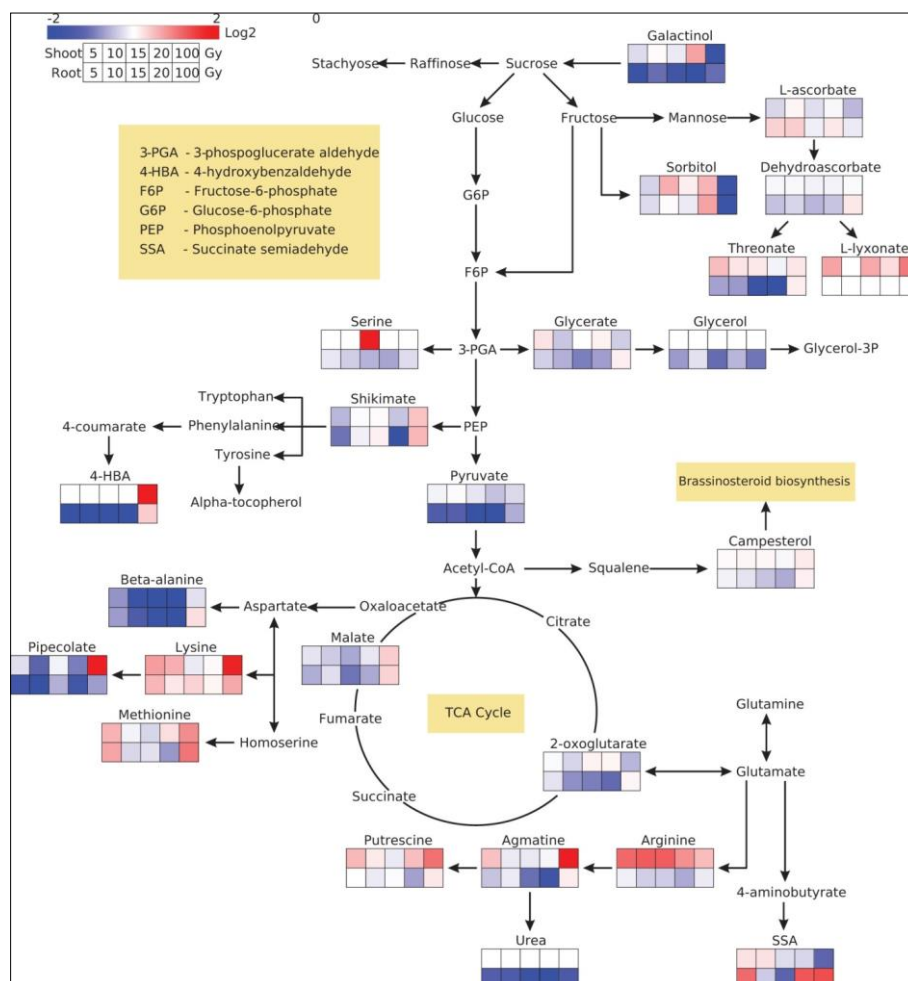 -2 2 0
Log2
Shoot 5 10 15 20 100 Gy
Root 5 10 15 20 100 Gy
Galactinol
Stachyose Raffinose Sucrose
L-ascorbate
Glucose Fructose Mannose
3-PGA - 3-phospoglucerate aldehyde
4-HBA - 4-hydroxybenzaldehyde
F6P - Fructose-6-phosphate
G6P - Glucose-6-phosphate
PEP - Phosphoenolpyruvate
SSA - Succinate semiadehyde
Sorbitol Dehydroascorbate
G6P
Threonate L-lyxonate
F6P
Serine Glycerate Glycerol
3-PGA Glycerol-3P
Tryptophan
Shikimate
4-coumarate Phenylalanine PEP
Tyrosine
4-HBA Pyruvate
Alpha-tocopherol
Brassinosteroid biosynthesis
Campesterol
Acetyl-CoA Squalene
Beta-alanine
Aspartate Oxaloacetate
Citrate
Pipecolate Lysine Malate
TCA Cycle
Glutamine
Methionine Fumarate
Homoserine 2-oxoglutarate
Glutamate
Succinate
Putrescine Agmatine Arginine
4-aminobutyrate
Urea SSA